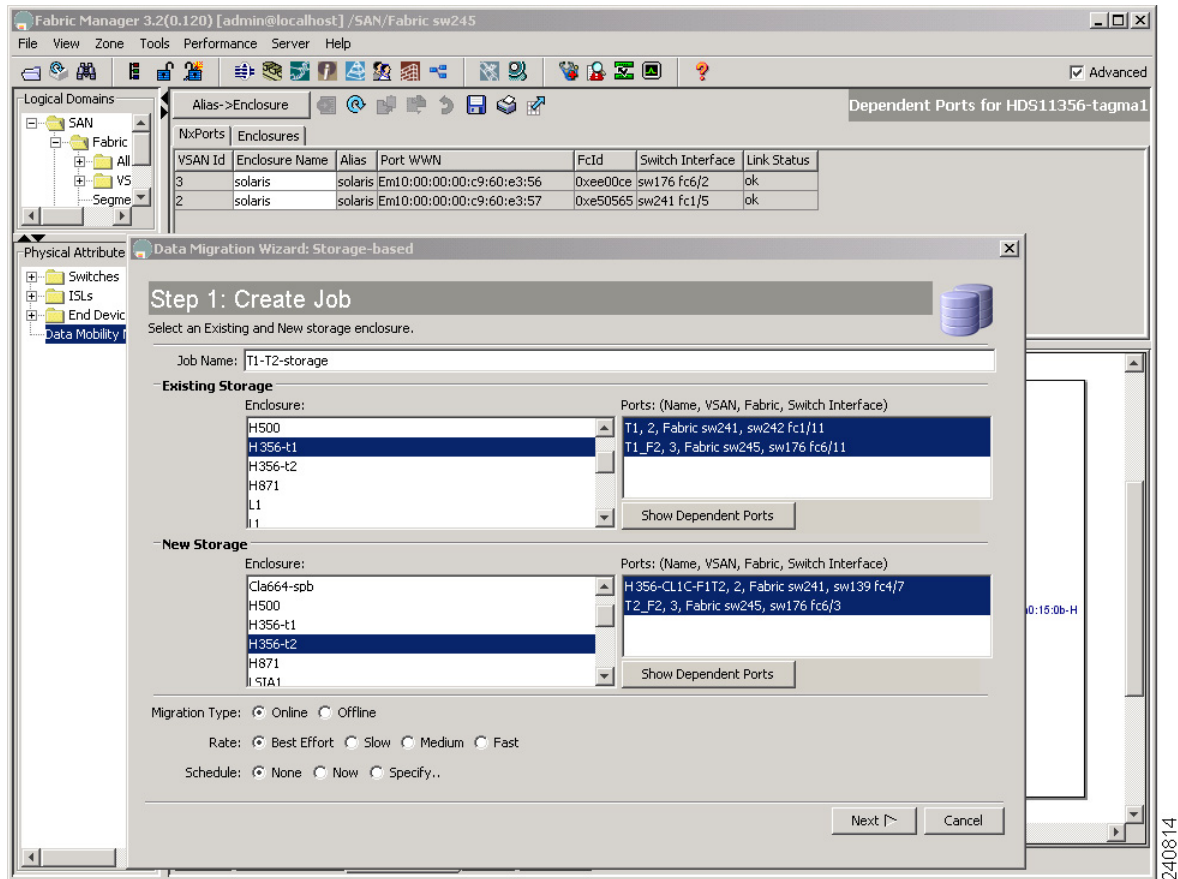 Fabric Manager 3.2(0.120) [admin@localhost] /SAN/Fabric sw245
File View Zone Tools Performance Server Help
Advanced
Logical Domains
SAN
Fabric
All
VS
Segme
Alias->Enclosure
Dependent Ports for HDS11356-tagma1
NxPorts Enclosures
VSAN Id Enclosure Name Alias Port WWN FcId Switch Interface Link Status
3 solaris solaris Em10:00:00:00:c9:60:e3:56 0xee00ce sw176 fc6/2 ok
2 solaris solaris Em10:00:00:00:c9:60:e3:57 0xe50565 sw241 fc1/5 ok
Physical Attribute
Switches
ISLs
End Devic
Data Mobility
Data Migration Wizard: Storage-based
Step 1: Create Job
Select an Existing and New storage enclosure.
Job Name: T1-T2-storage
Existing Storage
Enclosure:
H500
H356-t1
H356-t2
H871
L1
L1
Ports: (Name, VSAN, Fabric, Switch Interface)
T1, 2, Fabric sw241, sw242 fc1/11
T1_F2, 3, Fabric sw245, sw176 fc6/11
Show Dependent Ports
New Storage
Enclosure:
Cla664-spb
H500
H356-t1
H356-t2
H871
LSIA1
Ports: (Name, VSAN, Fabric, Switch Interface)
H356-CL1C-F1T2, 2, Fabric sw241, sw139 fc4/7
T2_F2, 3, Fabric sw245, sw176 fc6/3
Show Dependent Ports
Migration Type: Online Offline
Rate: Best Effort Slow Medium Fast
Schedule: None Now Specify..
Next Cancel
0:15:0b-H
240814